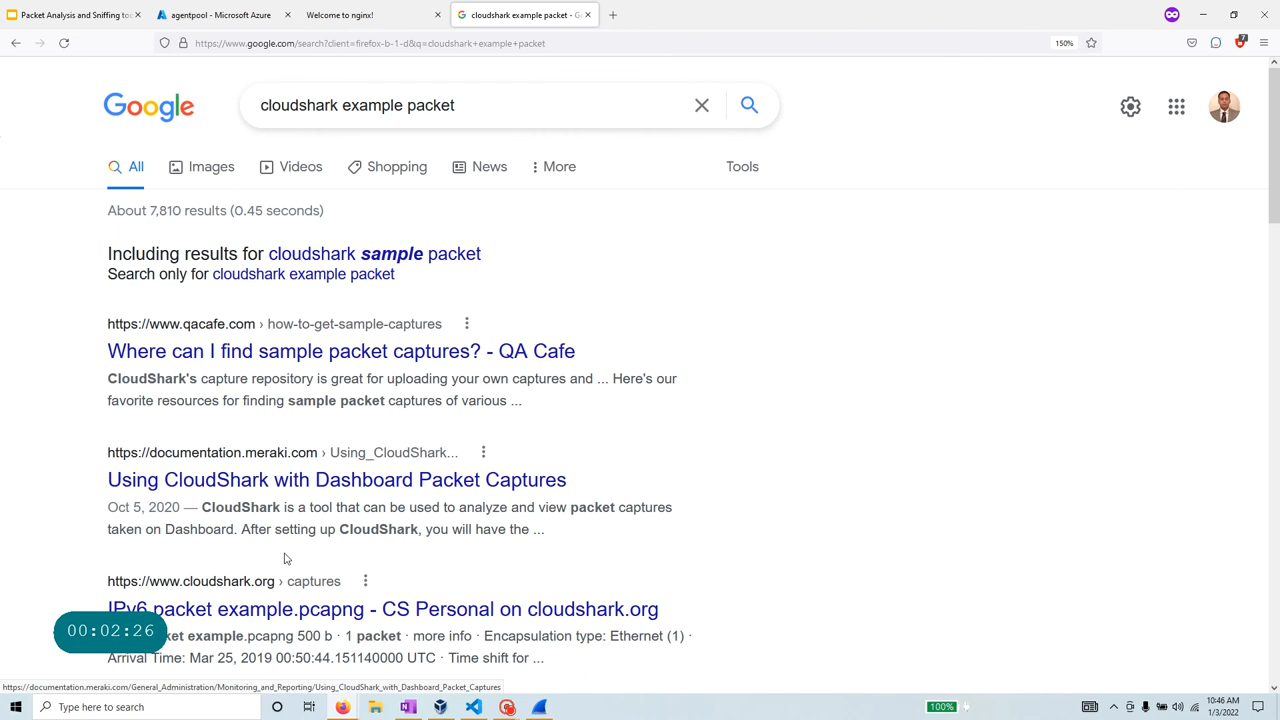 Packet Analysis and Sniffing to
agentpool - Microsoft Azure
Welcome to nginx!
cloudshark example packet - Go
https://www.google.com/search?client=firefox-b-1-d&q=cloudshark+example+packet
150%
7
Google
cloudshark example packet
All
Images
Videos
Shopping
News
More
Tools
About 7,810 results (0.45 seconds)
Including results for cloudshark sample packet
Search only for cloudshark example packet
https://www.qacafe.com › how-to-get-sample-captures
Where can I find sample packet captures? - QA Cafe
CloudShark's capture repository is great for uploading your own captures and ... Here's our
favorite resources for finding sample packet captures of various ...
https://documentation.meraki.com › Using_CloudShark...
Using CloudShark with Dashboard Packet Captures
Oct 5, 2020 — CloudShark is a tool that can be used to analyze and view packet captures
taken on Dashboard. After setting up CloudShark, you will have the ...
https://www.cloudshark.org › captures
IPv6 packet example.pcapng - CS Personal on cloudshark.org
00:02:26
ket example.pcapng 500 b · 1 packet · more info · Encapsulation type: Ethernet (1) ·
Arrival Time: Mar 25, 2019 00:50:44.151140000 UTC · Time shift for ...
https://documentation.meraki.com/General_Administration/Monitoring_and_Reporting/Using_CloudShark_with_Dashboard_Packet_Captures
Type here to search
100%
10:46 AM
1/3/2022